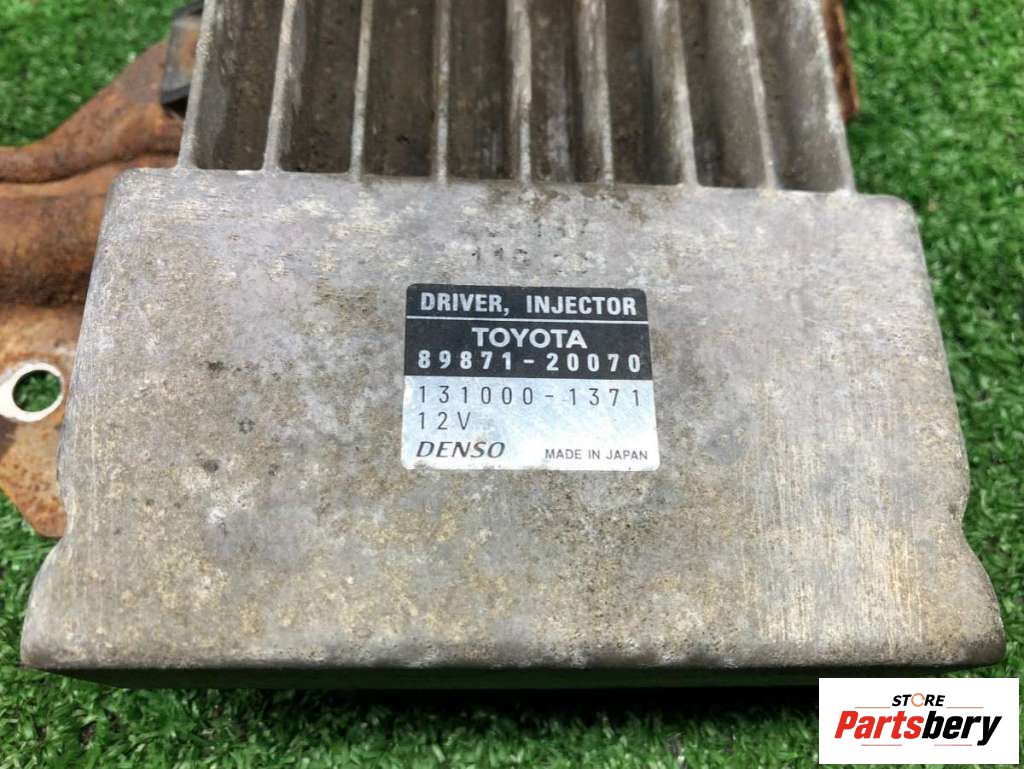 DRIVER, INJECTOR
TOYOTA
89871-20070
131000-1371
12V
DENSO MADE IN JAPAN
STORE
Partsbery